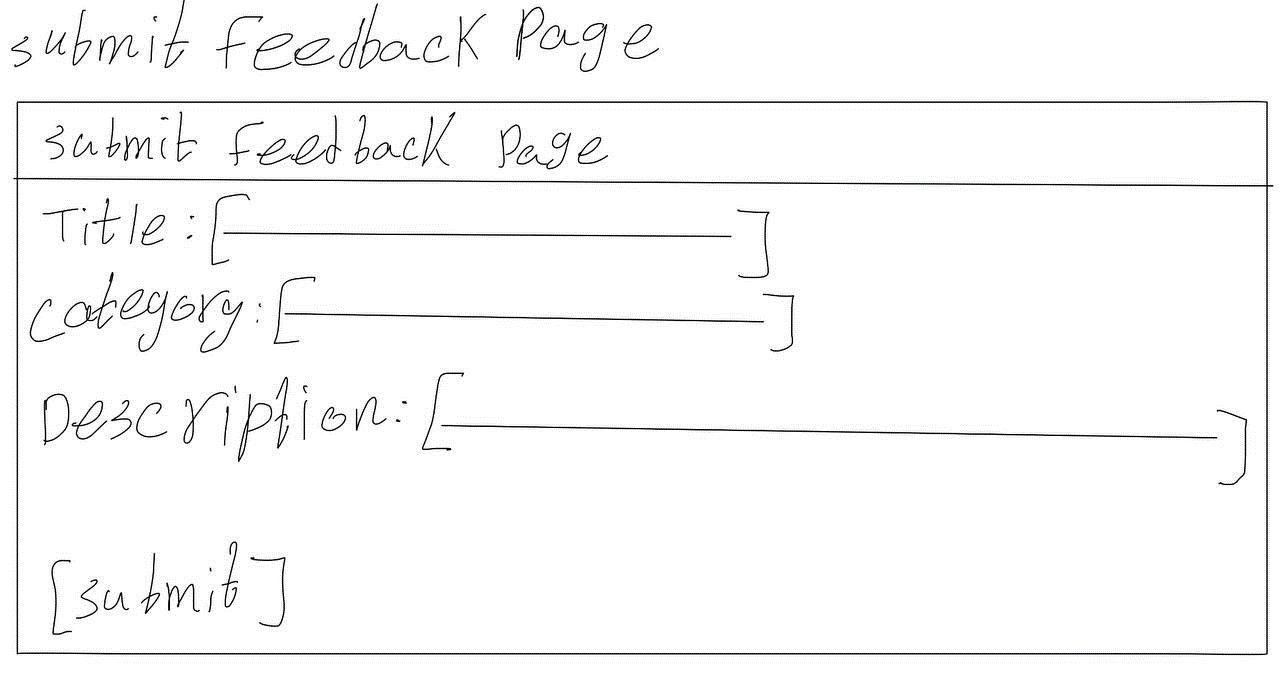 submit feedback Page
submit feedback Page
Title: [ ]
category: [ ]
Description: [ ]
[submit]